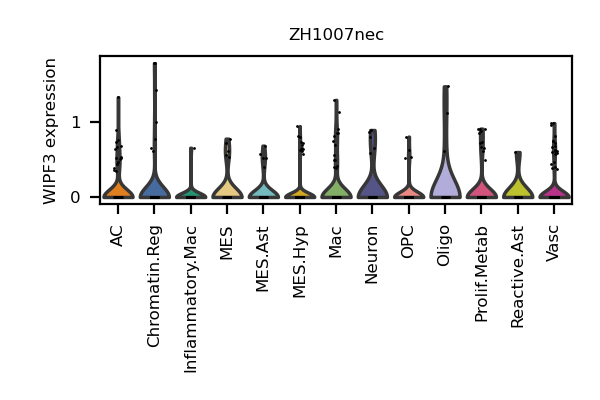 ZH1007nec
WIPF3 expression
1
0
AC
Chromatin.Reg
Inflammatory.Mac
MES
MES.Ast
MES.Hyp
Mac
Neuron
OPC
Oligo
Prolif.Metab
Reactive.Ast
Vasc